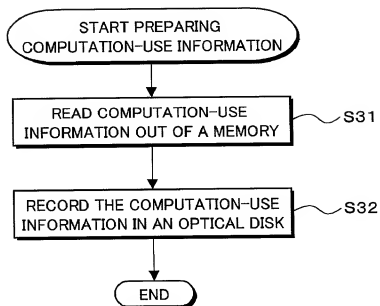 START PREPARING
COMPUTATION-USE INFORMATION
READ COMPUTATION-USE
INFORMATION OUT OF A MEMORY
S31
RECORD THE COMPUTATION-USE
INFORMATION IN AN OPTICAL DISK
S32
END